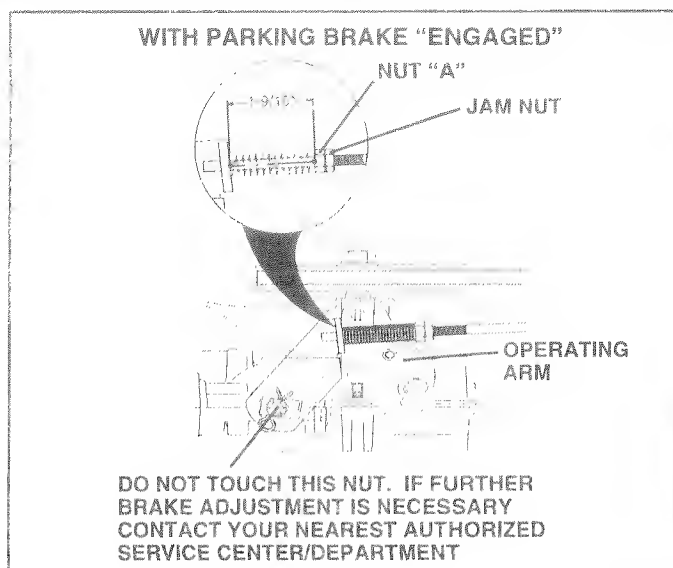 WITH PARKING BRAKE “ENGAGED”
NUT “A”
JAM NUT
OPERATING
ARM
DO NOT TOUCH THIS NUT. IF FURTHER
BRAKE ADJUSTMENT IS NECESSARY
CONTACT YOUR NEAREST AUTHORIZED
SERVICE CENTER/DEPARTMENT